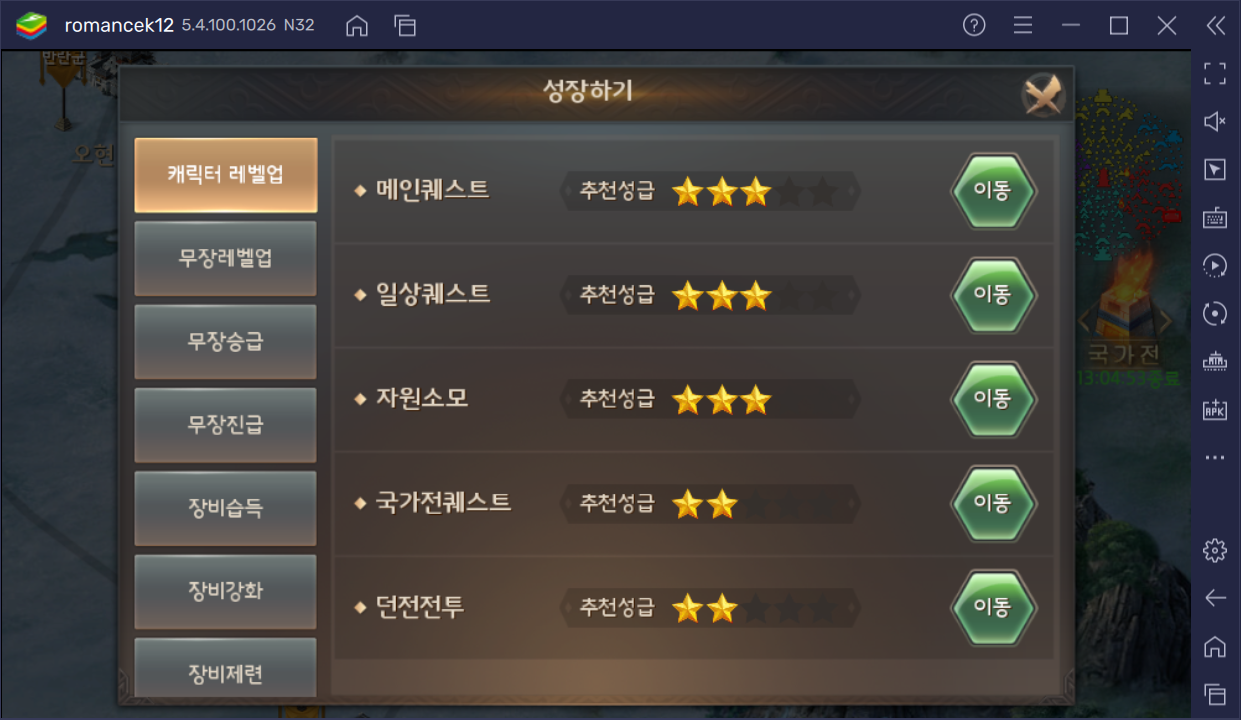 romancek12 5.4.100.1026 N32
만란군
성장하기
오현
캐릭터 레벨업
무장레벨업
무장승급
무장진급
장비습득
장비강화
장비제련
메인퀘스트 추천성급 이동
일상퀘스트 추천성급 이동
자원소모 추천성급 이동
국가전퀘스트 추천성급 이동
던전전투 추천성급 이동
국가전
13:04:53종료